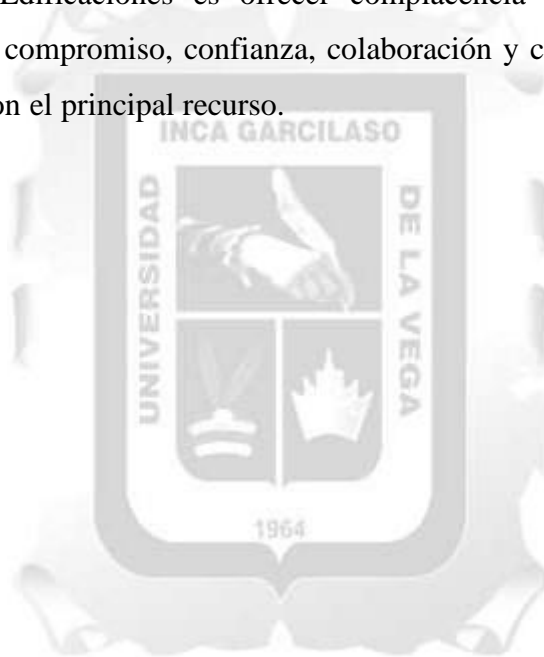 Edificaciones es ofrecer complacencia
compromiso, confianza, colaboración y c
on el principal recurso.
INCA GARCILASO
UNIVERSIDAD
DE LA VEGA
1964